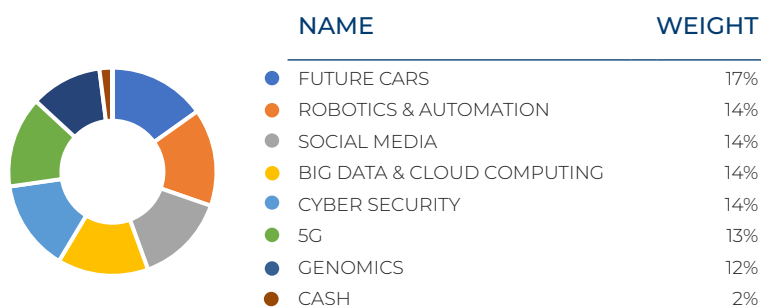 NAME WEIGHT
FUTURE CARS 17%
ROBOTICS & AUTOMATION 14%
SOCIAL MEDIA 14%
BIG DATA & CLOUD COMPUTING 14%
CYBER SECURITY 14%
5G 13%
GENOMICS 12%
CASH 2%